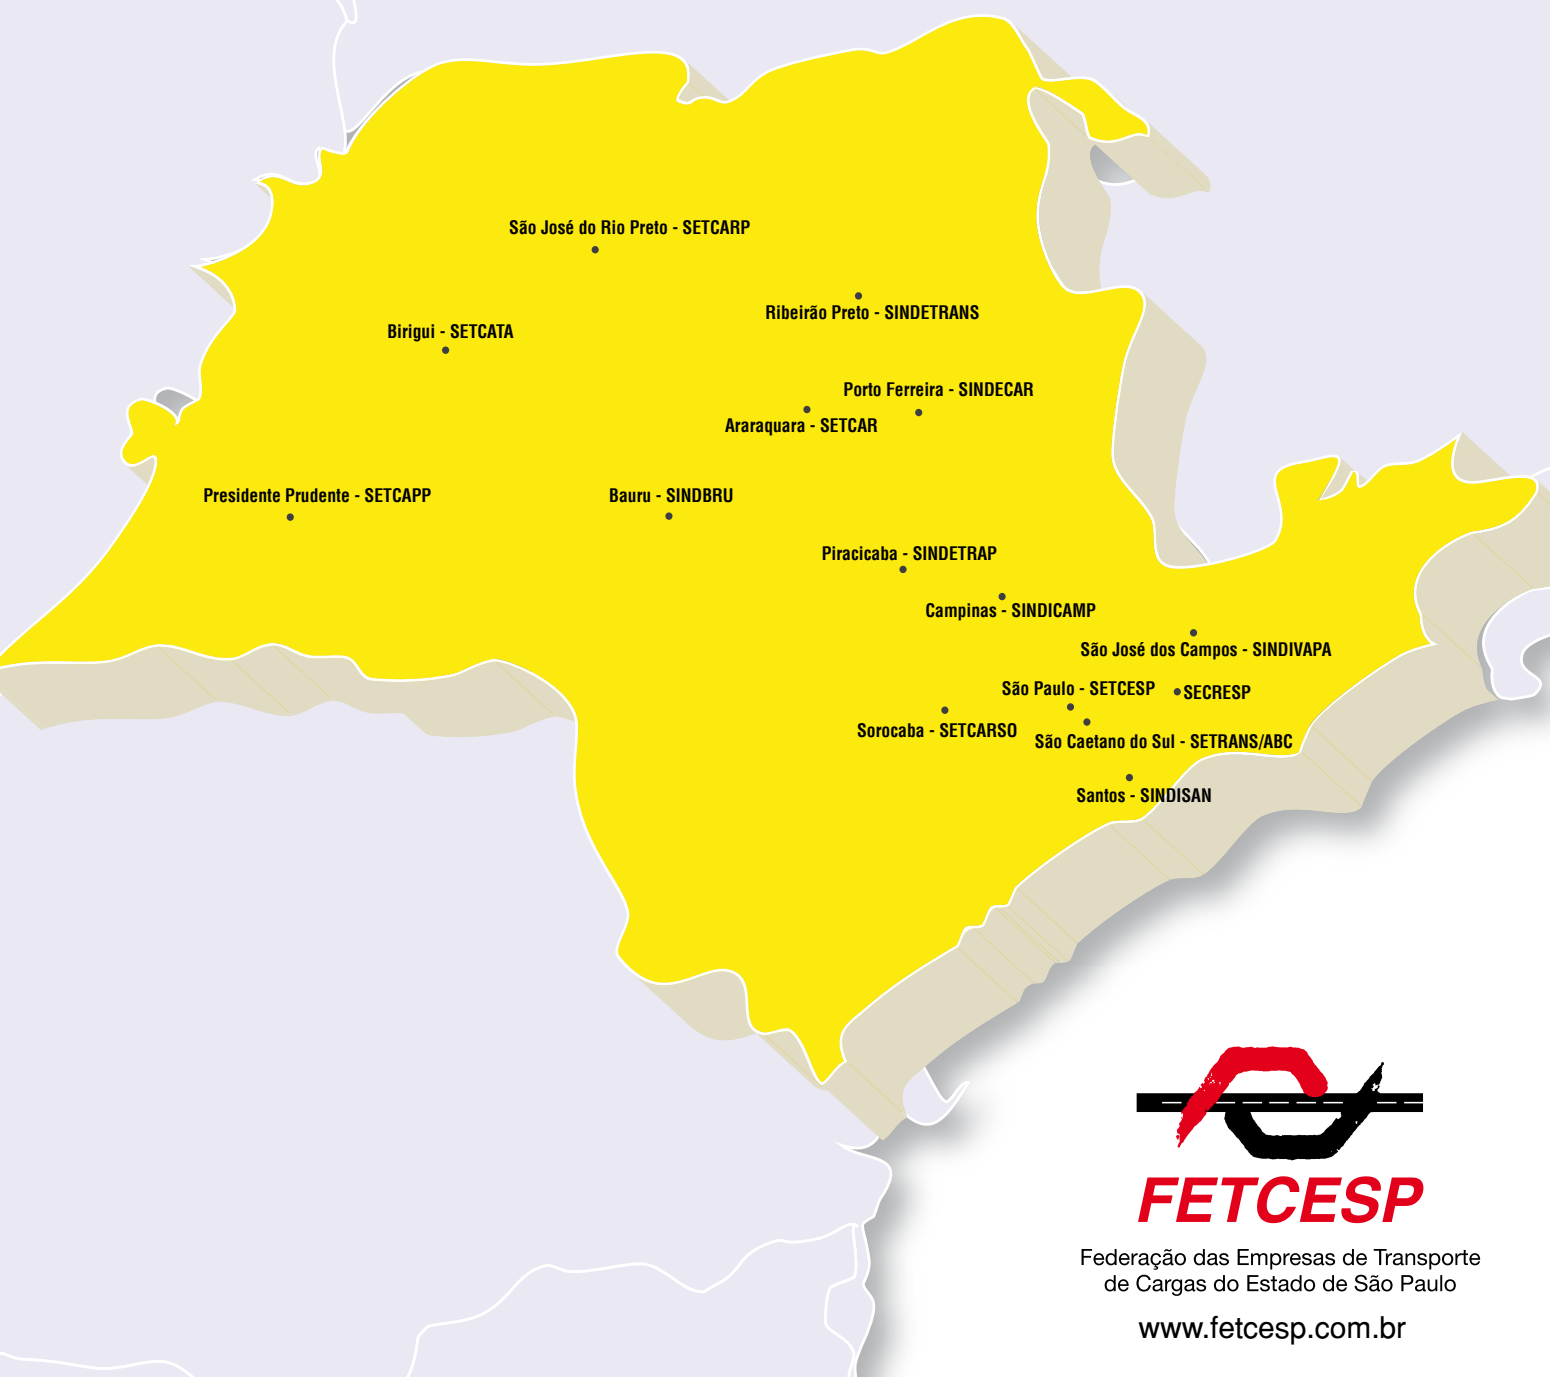 São José do Rio Preto - SETCARP
Ribeirão Preto - SINDETRANS
Birigui - SETCATA
Porto Ferreira - SINDECAR
Araraquara - SETCAR
Presidente Prudente - SETCAPP
Bauru - SINDBRU
Piracicaba - SINDETRAP
Campinas - SINDICAMP
São José dos Campos - SINDIVAPA
São Paulo - SETCESP
SECRESP
Sorocaba - SETCARSO
São Caetano do Sul - SETRANS/ABC
Santos - SINDISAN
FETCESP
Federação das Empresas de Transporte
de Cargas do Estado de São Paulo
www.fetcesp.com.br